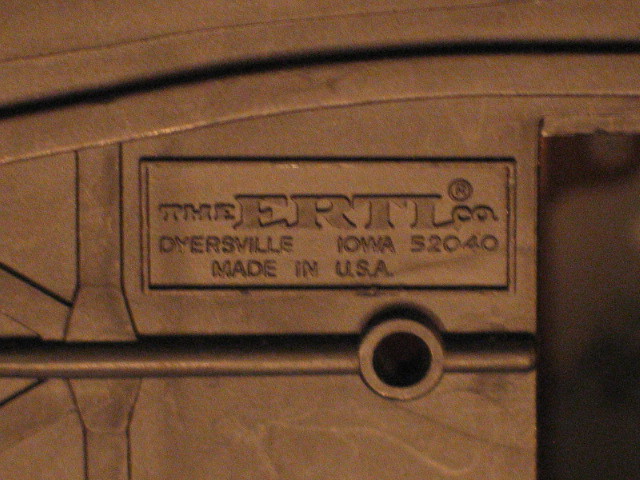 THE ERTL® CO.
DYERSVILLE IOWA 52040
MADE IN U.S.A.